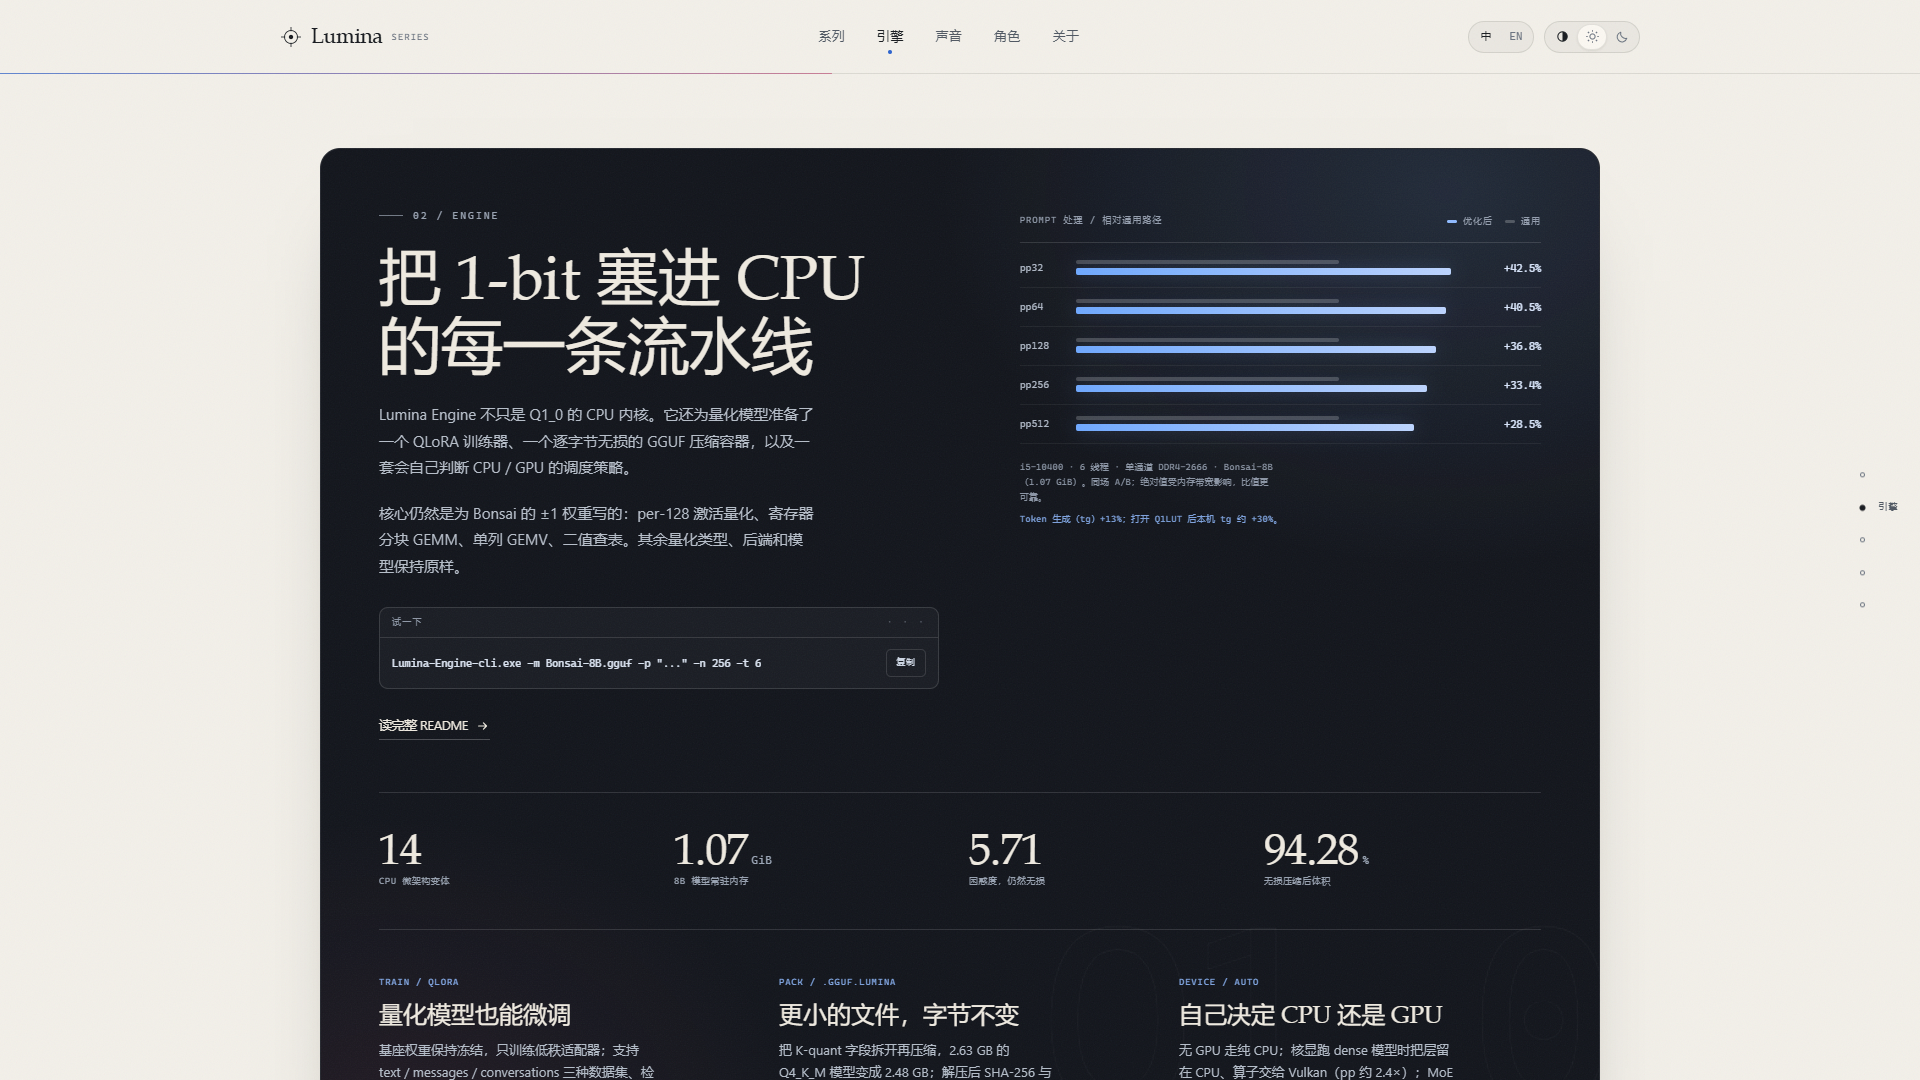 Lumina SERIES
系列 引擎 声音 角色 关于
中 EN
02 / ENGINE
把 1-bit 塞进 CPU
的每一条流水线
Lumina Engine 不只是 Q1_0 的 CPU 内核。它还为量化模型准备了
一个 QLoRA 训练器、一个逐字节无损的 GGUF 压缩容器，以及一
套会自己判断 CPU / GPU 的调度策略。
核心仍然是为 Bonsai 的 ±1 权重重写的：per-128 激活量化、寄存器
分块 GEMM、单列 GEMV、二值查表。其余量化类型、后端和模
型保持原样。
试一下
Lumina-Engine-cli.exe -m Bonsai-8B.gguf -p "..." -n 256 -t 6
复制
读完整 README →
PROMPT 处理 / 相对通用路径
优化后 通用
pp32 +42.5%
pp64 +40.5%
pp128 +36.8%
pp256 +33.4%
pp512 +28.5%
i5-10400 · 6 线程 · 单通道 DDR4-2666 · Bonsai-8B
（1.07 GiB）。同场 A/B；绝对值受内存带宽影响，比值更
可靠。
Token 生成（tg）+13%；打开 Q1LUT 后本机 tg 约 +30%。
引擎
14
CPU 微架构变体
1.07 GiB
8B 模型常驻内存
5.71
困惑度，仍然无损
94.28 %
无损压缩后体积
TRAIN / QLORA
量化模型也能微调
基座权重保持冻结，只训练低秩适配器；支持
text / messages / conversations 三种数据集、检
PACK / .GGUF.LUMINA
更小的文件，字节不变
把 K-quant 字段拆开再压缩，2.63 GB 的
Q4_K_M 模型变成 2.48 GB；解压后 SHA-256 与
DEVICE / AUTO
自己决定 CPU 还是 GPU
无 GPU 走纯 CPU；核显跑 dense 模型时把层留
在 CPU、算子交给 Vulkan（pp 约 2.4×）；MoE